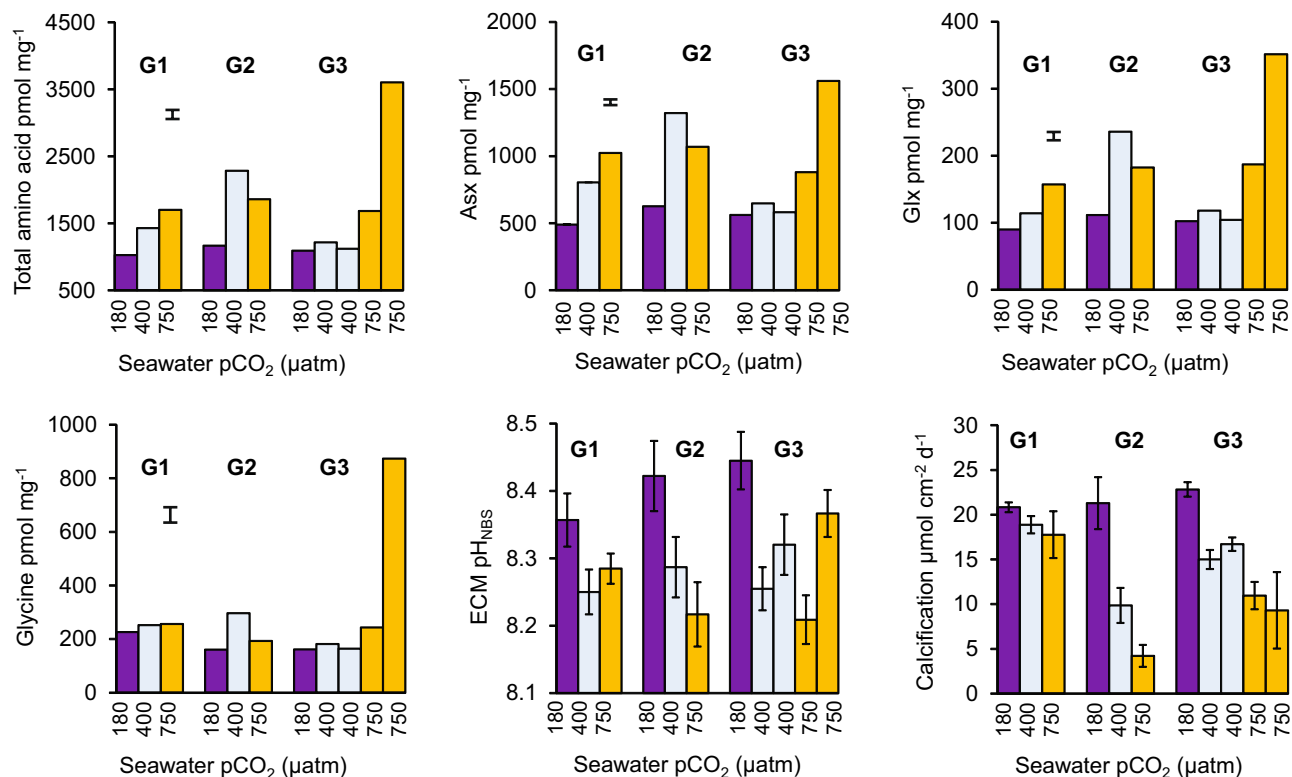 Total amino acid pmol mg⁻¹
4500
3500
2500
1500
500
G1 G2 G3
180 400 750 180 400 750 180 400 400 750 750
Seawater pCO₂ (µatm)
Asx pmol mg⁻¹
2000
1500
1000
500
0
G1 G2 G3
180 400 750 180 400 750 180 400 400 750 750
Seawater pCO₂ (µatm)
Glx pmol mg⁻¹
400
300
200
100
0
G1 G2 G3
180 400 750 180 400 750 180 400 400 750 750
Seawater pCO₂ (µatm)
Glycine pmol mg⁻¹
1000
800
600
400
200
0
G1 G2 G3
180 400 750 180 400 750 180 400 400 750 750
Seawater pCO₂ (µatm)
ECM pH_NBS
8.5
8.4
8.3
8.2
8.1
G1 G2 G3
180 400 750 180 400 750 180 400 400 750 750
Seawater pCO₂ (µatm)
Calcification µmol cm⁻² d⁻¹
30
25
20
15
10
5
0
G1 G2 G3
180 400 750 180 400 750 180 400 400 750 750
Seawater pCO₂ (µatm)